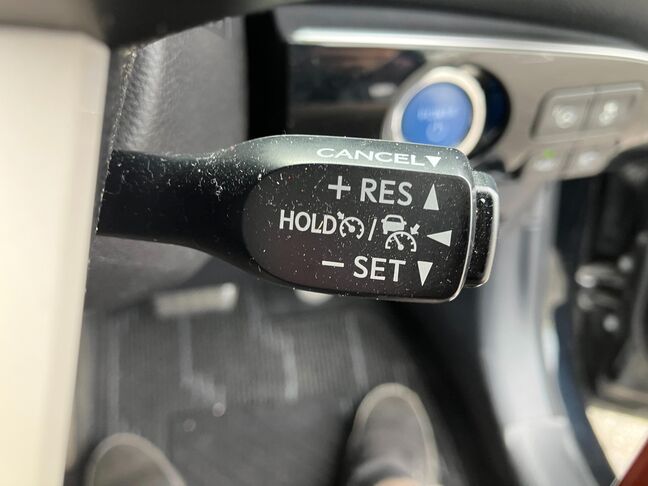 CANCEL
+ RES
HOLD /
− SET